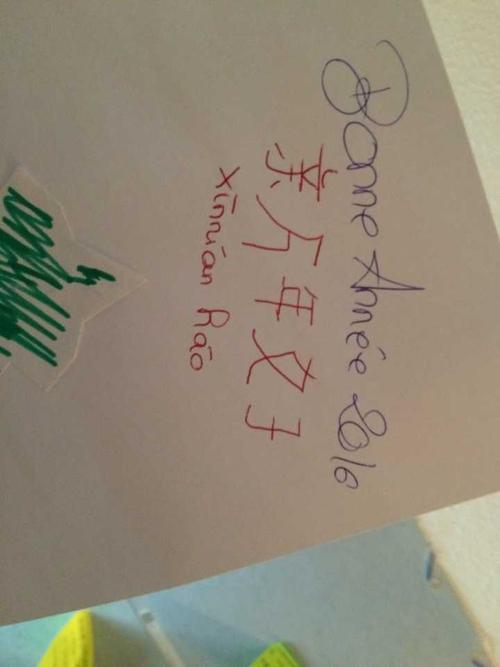 Bonne Année 2016
新年好
xīnnián hǎo